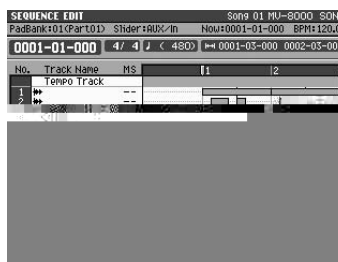 SEQUENCE EDIT Song 01 MV-8000 SON
PadBank:01(Part01) Slider:AUX/In Now:0001-03-000 BPM:120.
0001-01-000 4/ 4 ♩ ( 480) 0001-03-000 0002-03-00
No. Track Name MS 1 2
Tempo Track
1 --
2 --